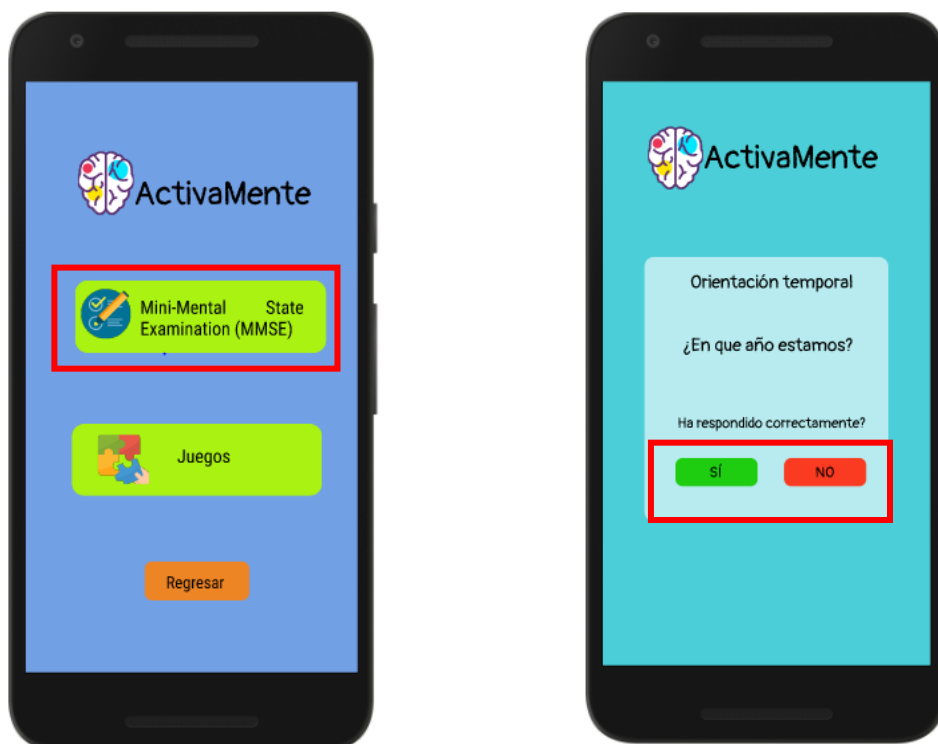 ActivaMente
Mini-Mental State
Examination (MMSE)
Juegos
Regresar
ActivaMente
Orientación temporal
¿En que año estamos?
Ha respondido correctamente?
SÍ NO